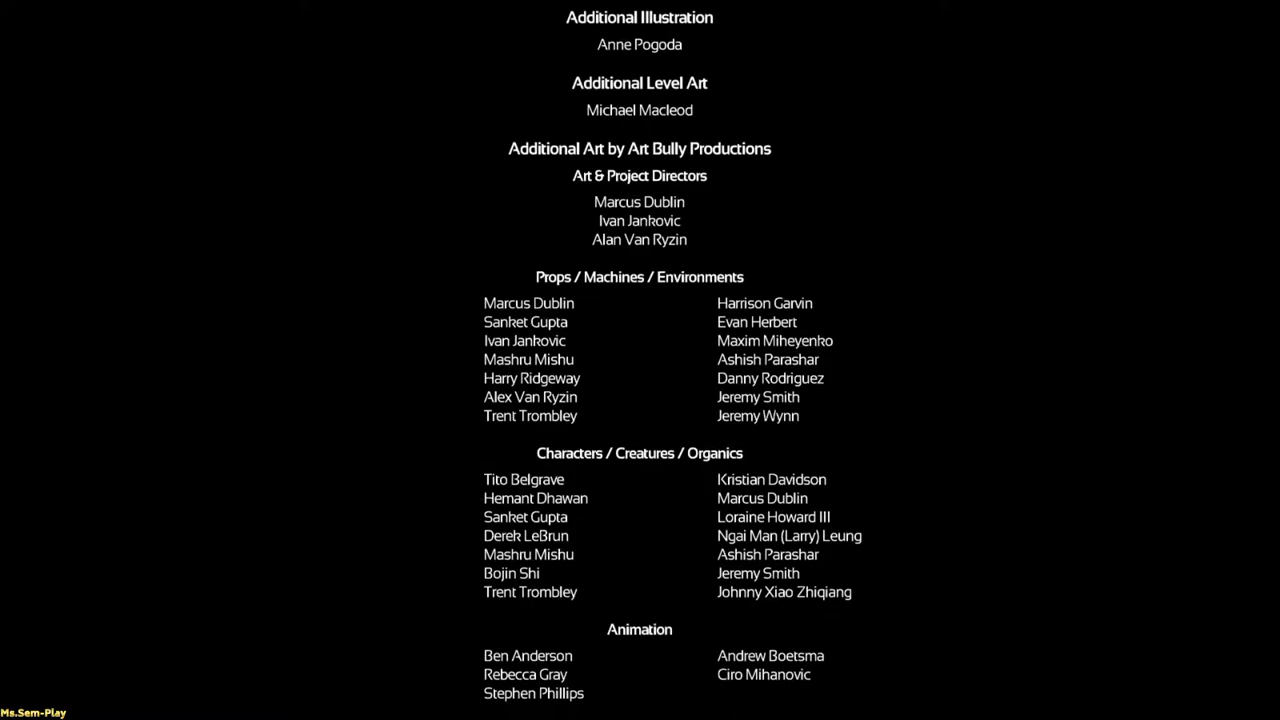 Additional Illustration
Anne Pogoda
Additional Level Art
Michael Macleod
Additional Art by Art Bully Productions
Art & Project Directors
Marcus Dublin
Ivan Jankovic
Alan Van Ryzin
Props / Machines / Environments
Marcus Dublin Harrison Garvin
Sanket Gupta Evan Herbert
Ivan Jankovic Maxim Miheyenko
Mashru Mishu Ashish Parashar
Harry Ridgeway Danny Rodriguez
Alex Van Ryzin Jeremy Smith
Trent Trombley Jeremy Wynn
Characters / Creatures / Organics
Tito Belgrave Kristian Davidson
Hemant Dhawan Marcus Dublin
Sanket Gupta Loraine Howard III
Derek LeBrun Ngai Man (Larry) Leung
Mashru Mishu Ashish Parashar
Bojin Shi Jeremy Smith
Trent Trombley Johnny Xiao Zhiqiang
Animation
Ben Anderson Andrew Boetsma
Rebecca Gray Ciro Mihanovic
Stephen Phillips
Ms.Sem-Play